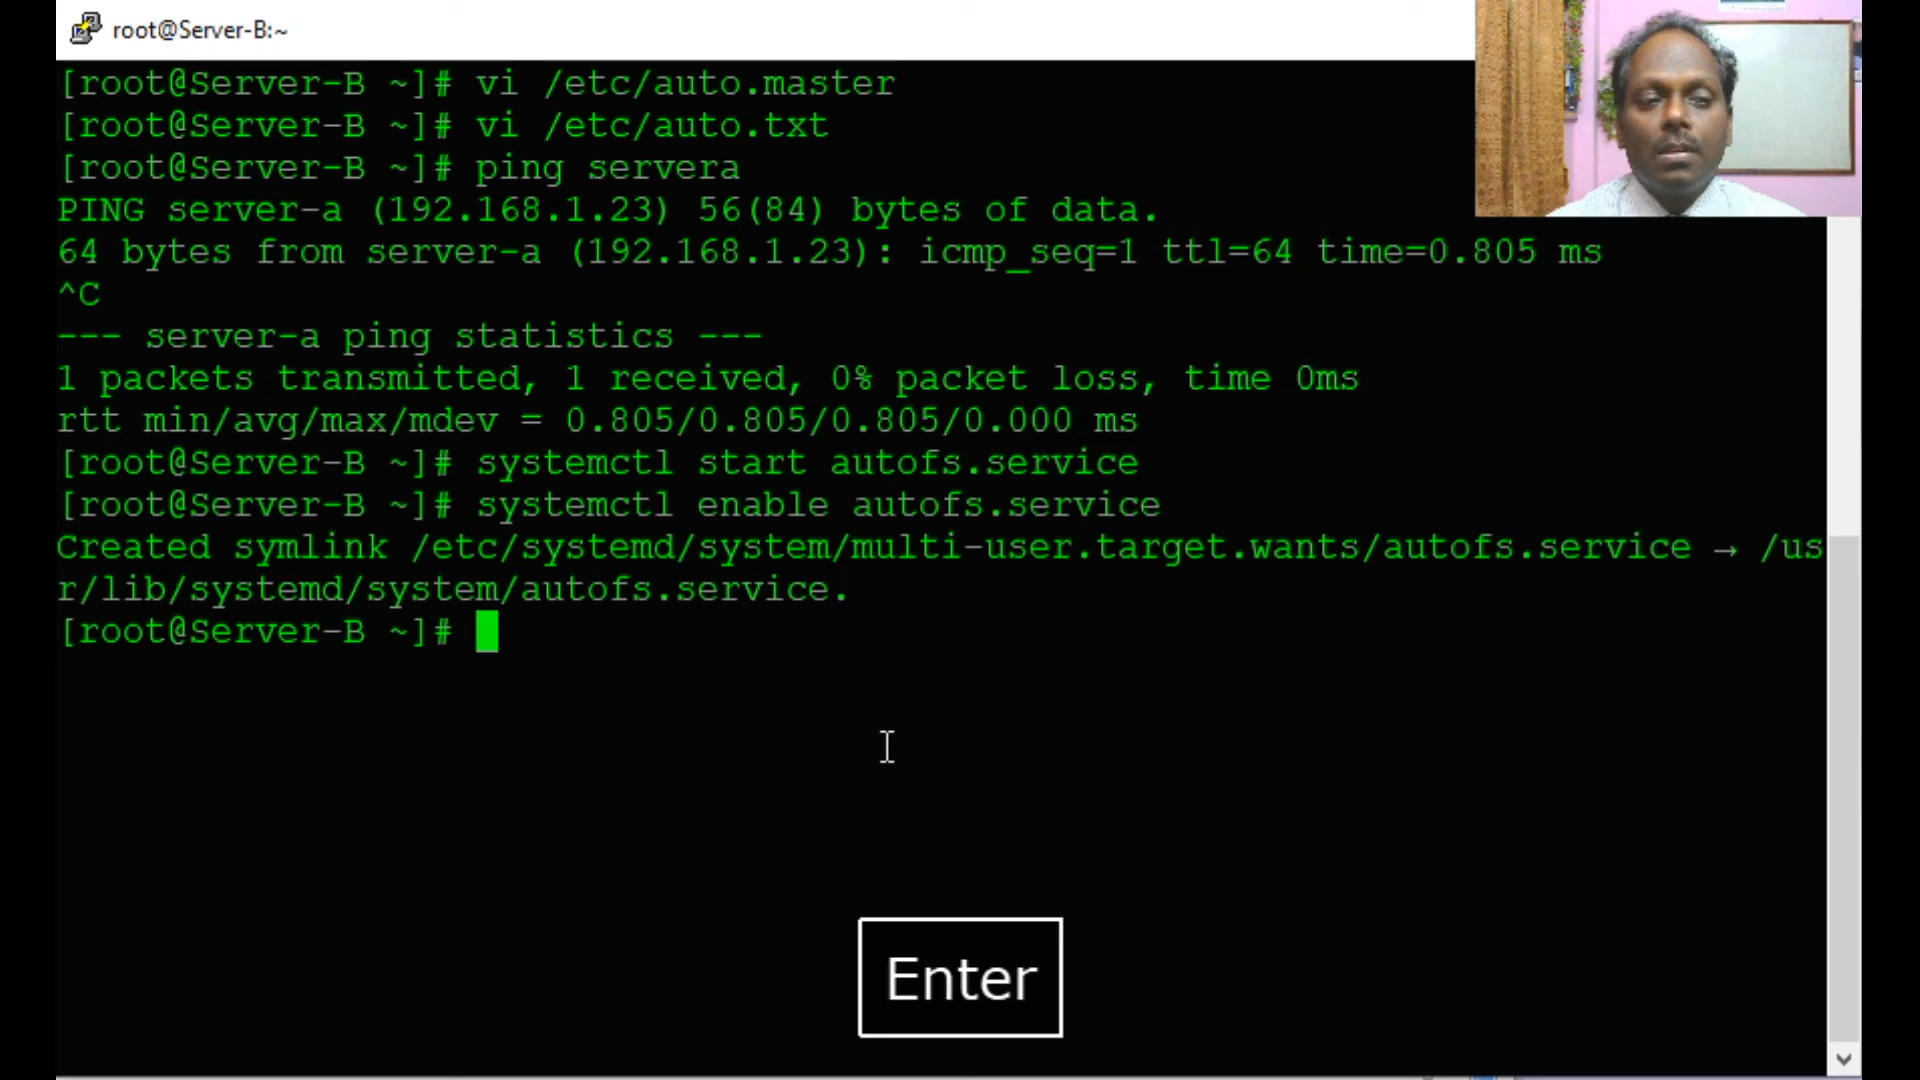 root@Server-B:~
[root@Server-B ~]# vi /etc/auto.master
[root@Server-B ~]# vi /etc/auto.txt
[root@Server-B ~]# ping servera
PING server-a (192.168.1.23) 56(84) bytes of data.
64 bytes from server-a (192.168.1.23): icmp_seq=1 ttl=64 time=0.805 ms
^C
--- server-a ping statistics ---
1 packets transmitted, 1 received, 0% packet loss, time 0ms
rtt min/avg/max/mdev = 0.805/0.805/0.805/0.000 ms
[root@Server-B ~]# systemctl start autofs.service
[root@Server-B ~]# systemctl enable autofs.service
Created symlink /etc/systemd/system/multi-user.target.wants/autofs.service → /us
r/lib/systemd/system/autofs.service.
[root@Server-B ~]#
Enter